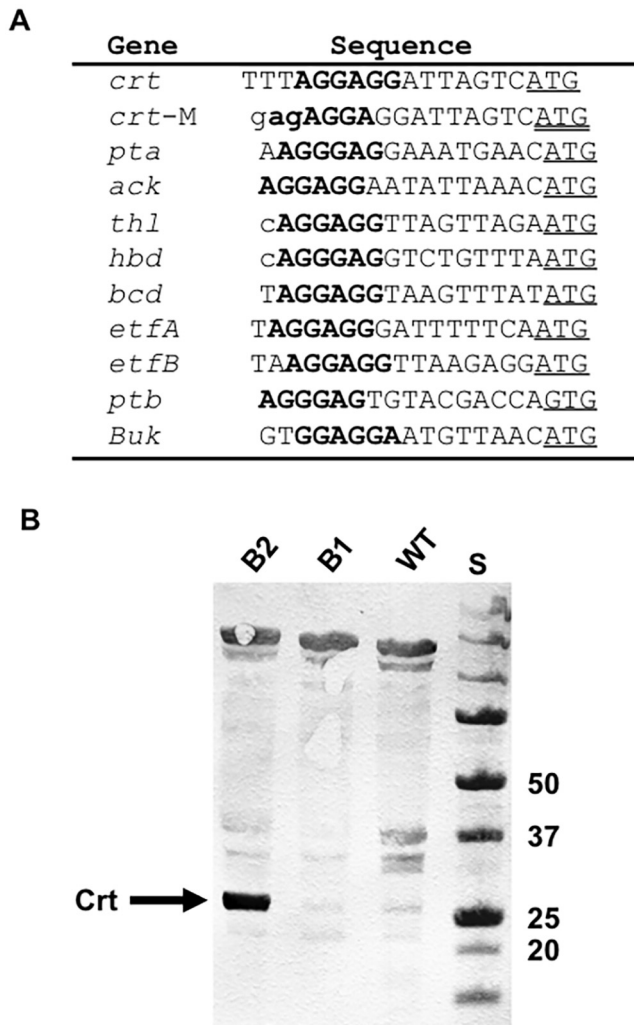 A
Gene Sequence
crt TTTAGGAGGATTAGTCATG
crt-M gagAGGAGGATTAGTCATG
pta AAGGGAGGAAATGAACATG
ack AGGAGGAATATTAAACATG
thl cAGGAGGTTAGTTAGAATG
hbd cAGGGAGGTCTGTTTAATG
bcd TAGGAGGTAAGTTTATATG
etfA TAGGAGGGATTTTTCAATG
etfB TAAGGAGGTTAAGAGGATG
ptb AGGGAGTGTACGACCAGTG
Buk GTGGAGGAATGTTAACATG
B
B2 B1 WT S
50
37
Crt
25
20